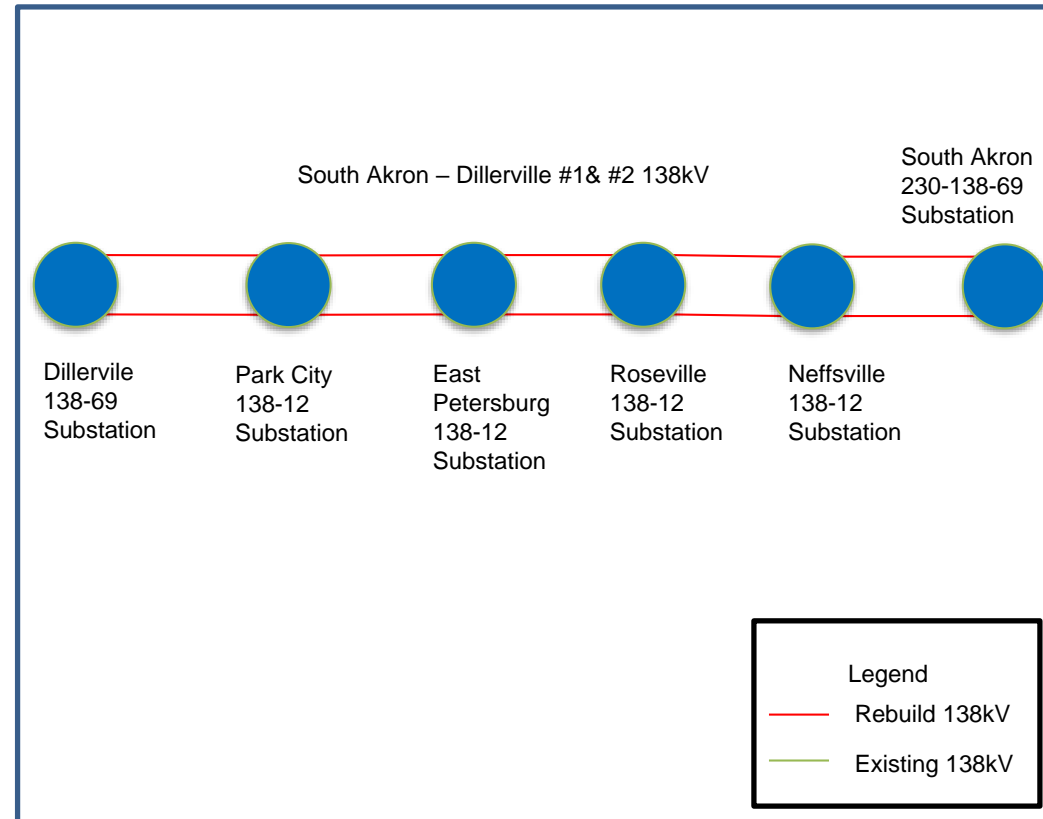 South Akron – Dillerville #1& #2 138kV
South Akron
230-138-69
Substation
Dillervile
138-69
Substation
Park City
138-12
Substation
East
Petersburg
138-12
Substation
Roseville
138-12
Substation
Neffsville
138-12
Substation
Legend
Rebuild 138kV
Existing 138kV